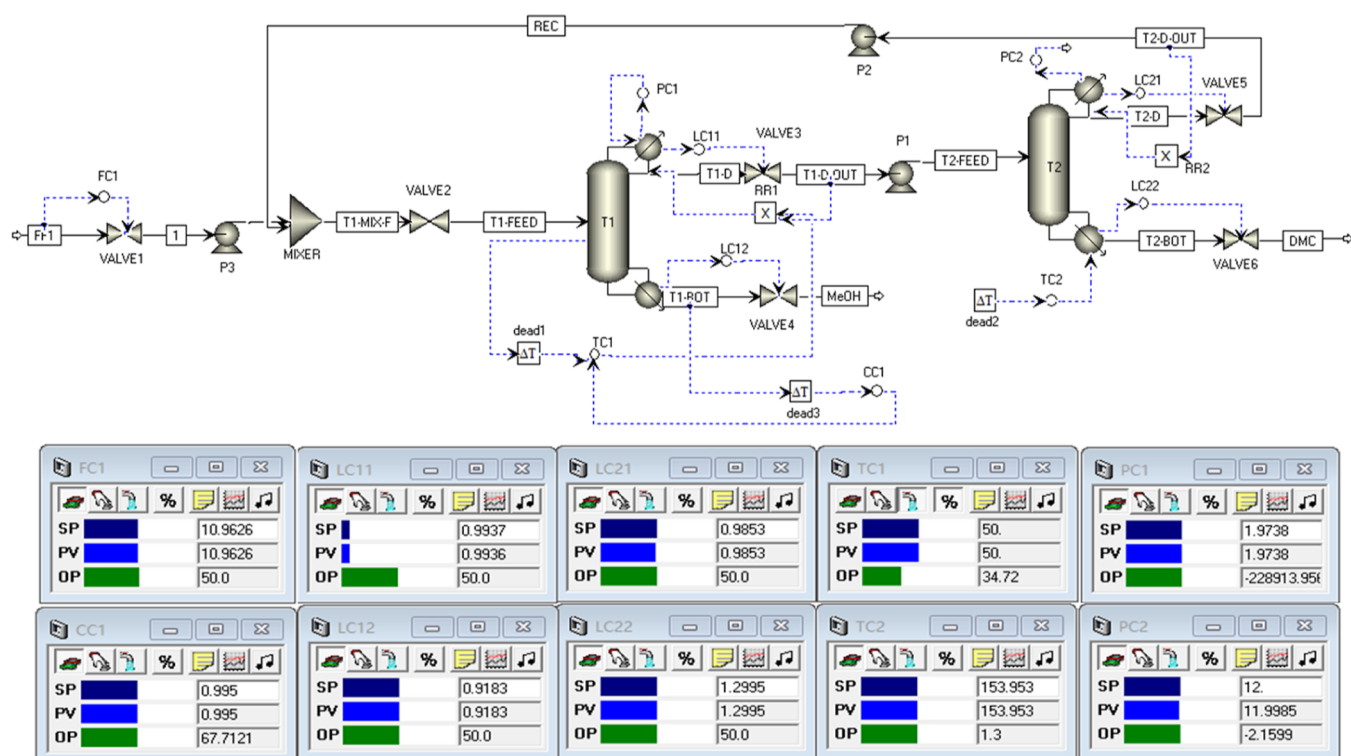 REC
P2
T2-D-OUT
PC2
LC21
VALVE5
PC1
LC11
VALVE3
P1
T2-D
T2-FEED
T2
X
RR2
FC1
VALVE2
T1-D
RR1
T1-D-OUT
LC22
FF1
1
T1-MIX-F
T1-FEED
T1
X
VALVE1
P3
MIXER
LC12
T2-BOT
DMC
VALVE6
T1-BOT
MeOH
VALVE4
TC2
ΔT
dead2
dead1
ΔT
TC1
CC1
ΔT
dead3
FC1
%
SP 10.9626
PV 10.9626
OP 50.0
LC11
%
SP 0.9937
PV 0.9936
OP 50.0
LC21
%
SP 0.9853
PV 0.9853
OP 50.0
TC1
%
SP 50.
PV 50.
OP 34.72
PC1
%
SP 1.9738
PV 1.9738
OP -228913.95
CC1
%
SP 0.995
PV 0.995
OP 67.7121
LC12
%
SP 0.9183
PV 0.9183
OP 50.0
LC22
%
SP 1.2995
PV 1.2995
OP 50.0
TC2
%
SP 153.953
PV 153.953
OP 1.3
PC2
%
SP 12.
PV 11.9985
OP -2.1599